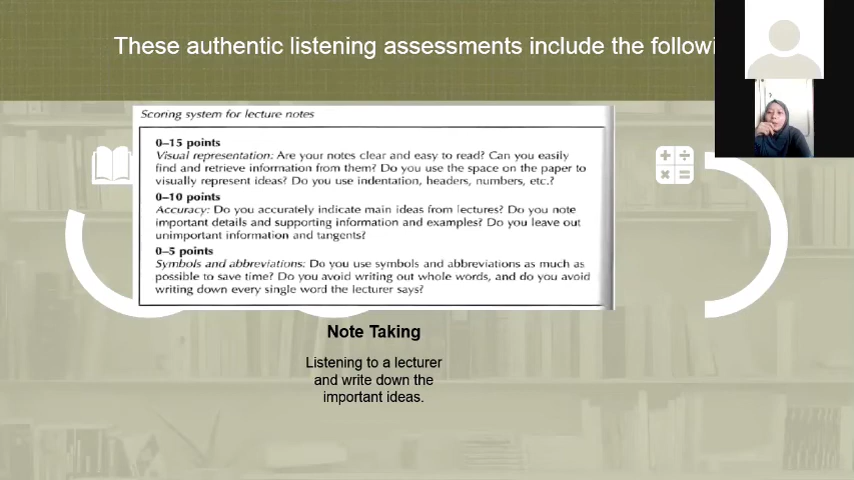 These authentic listening assessments include the followi
Scoring system for lecture notes
0–15 points
Visual representation: Are your notes clear and easy to read? Can you easily
find and retrieve information from them? Do you use the space on the paper to
visually represent ideas? Do you use indentation, headers, numbers, etc.?
0–10 points
Accuracy: Do you accurately indicate main ideas from lectures? Do you note
important details and supporting information and examples? Do you leave out
unimportant information and tangents?
0–5 points
Symbols and abbreviations: Do you use symbols and abbreviations as much as
possible to save time? Do you avoid writing out whole words, and do you avoid
writing down every single word the lecturer says?
Note Taking
Listening to a lecturer
and write down the
important ideas.